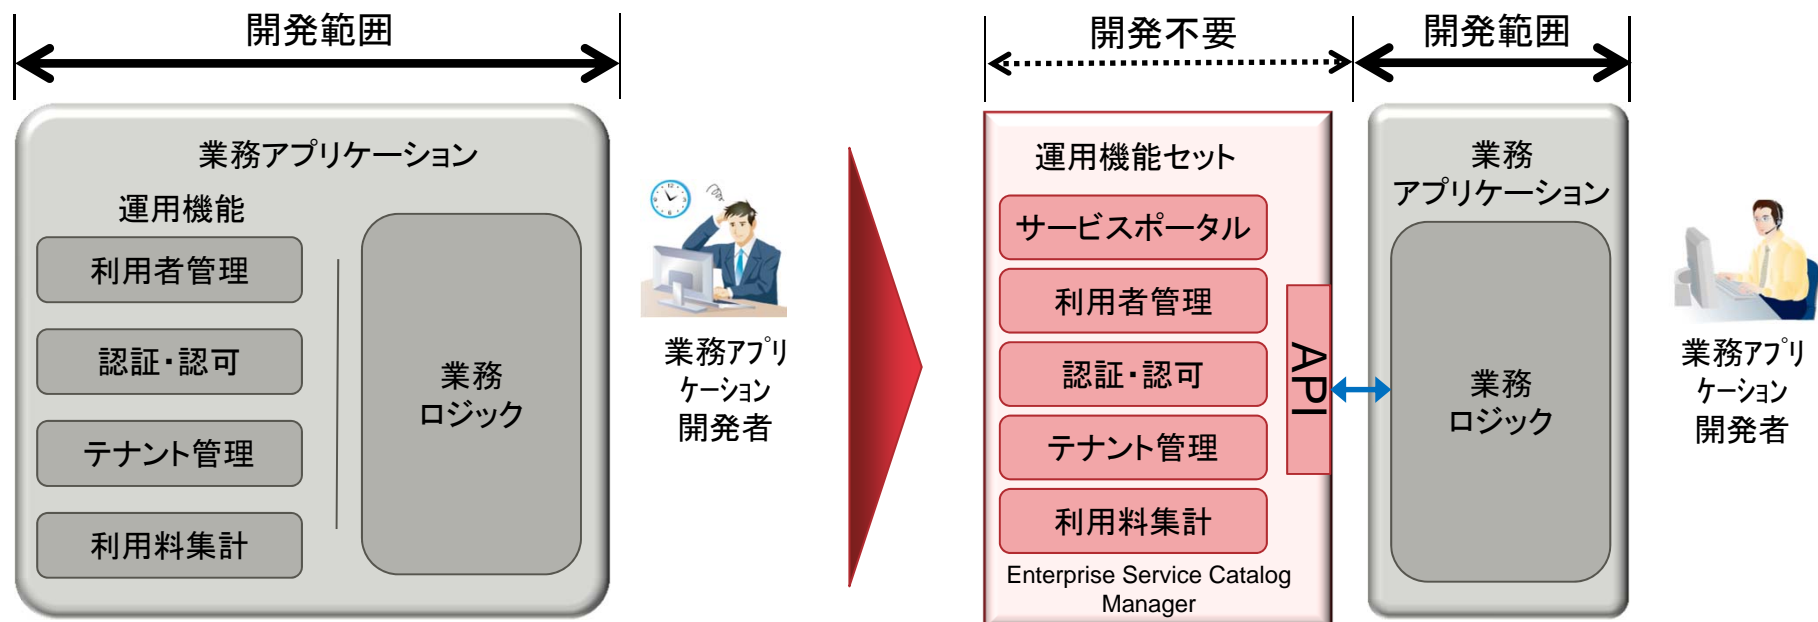 開発範囲
業務アプリケーション
運用機能
利用者管理
認証・認可
テナント管理
利用料集計
業務
ロジック
業務アプリ
ケーション
開発者
開発不要
開発範囲
運用機能セット
サービスポータル
利用者管理
認証・認可
テナント管理
利用料集計
API
Enterprise Service Catalog
Manager
業務
アプリケーション
業務
ロジック
業務アプリ
ケーション
開発者